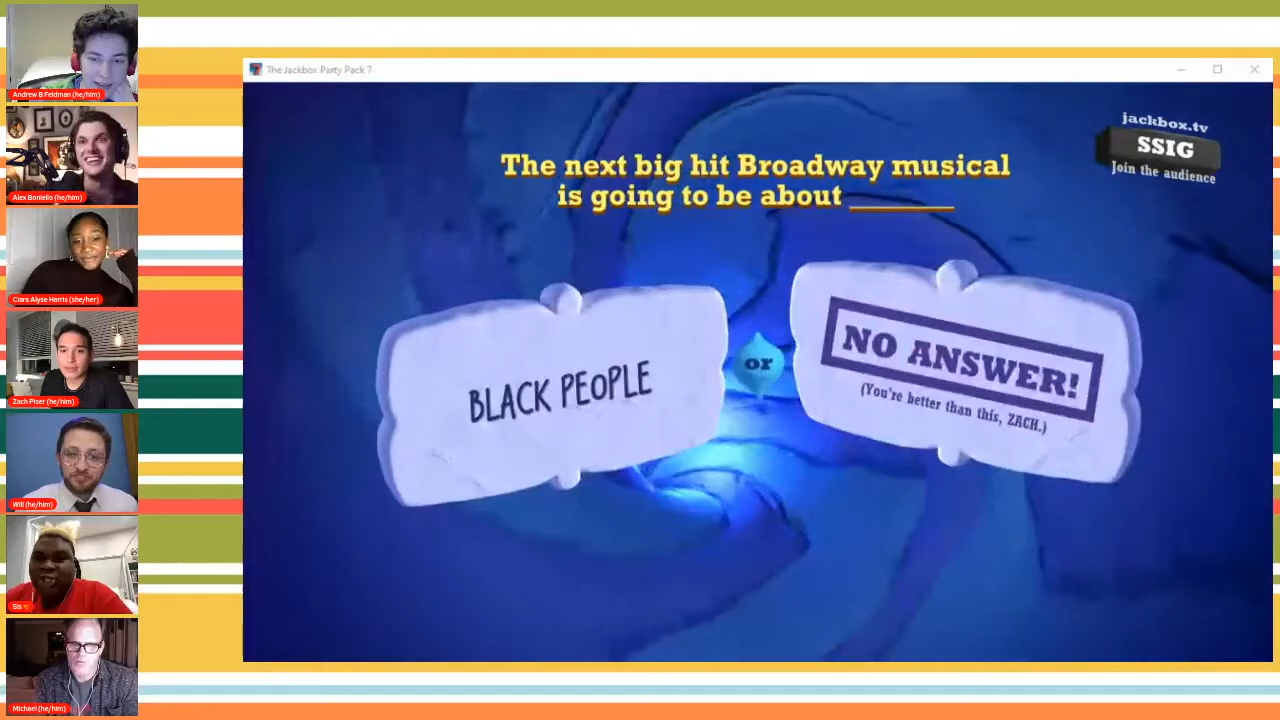 Andrew B Feldman (he/him)
Alex Boniello (he/him)
Ciara Alyse Harris (she/her)
Zach Piser (he/him)
Will (he/him)
Sis
Michael (he/him)
The Jackbox Party Pack 7
jackbox.tv
SSIG
Join the audience
The next big hit Broadway musical
is going to be about
BLACK PEOPLE
or
NO ANSWER!
(You're better than this, ZACH.)